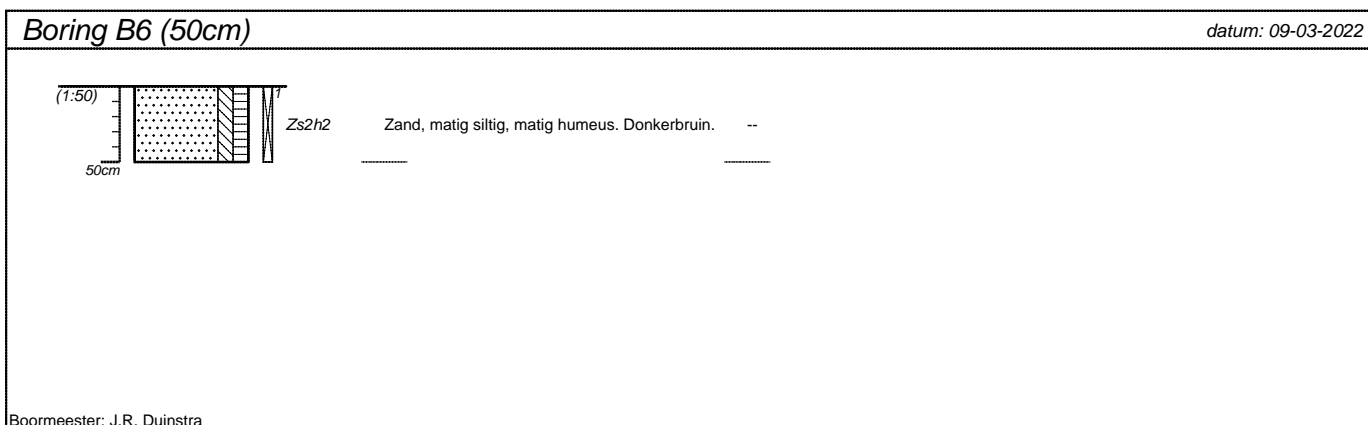 Boring B6 (50cm) datum: 09-03-2022
(1:50) 1
Zs2h2 Zand, matig siltig, matig humeus. Donkerbruin. --
50cm
Boormeester: J.R. Duinstra